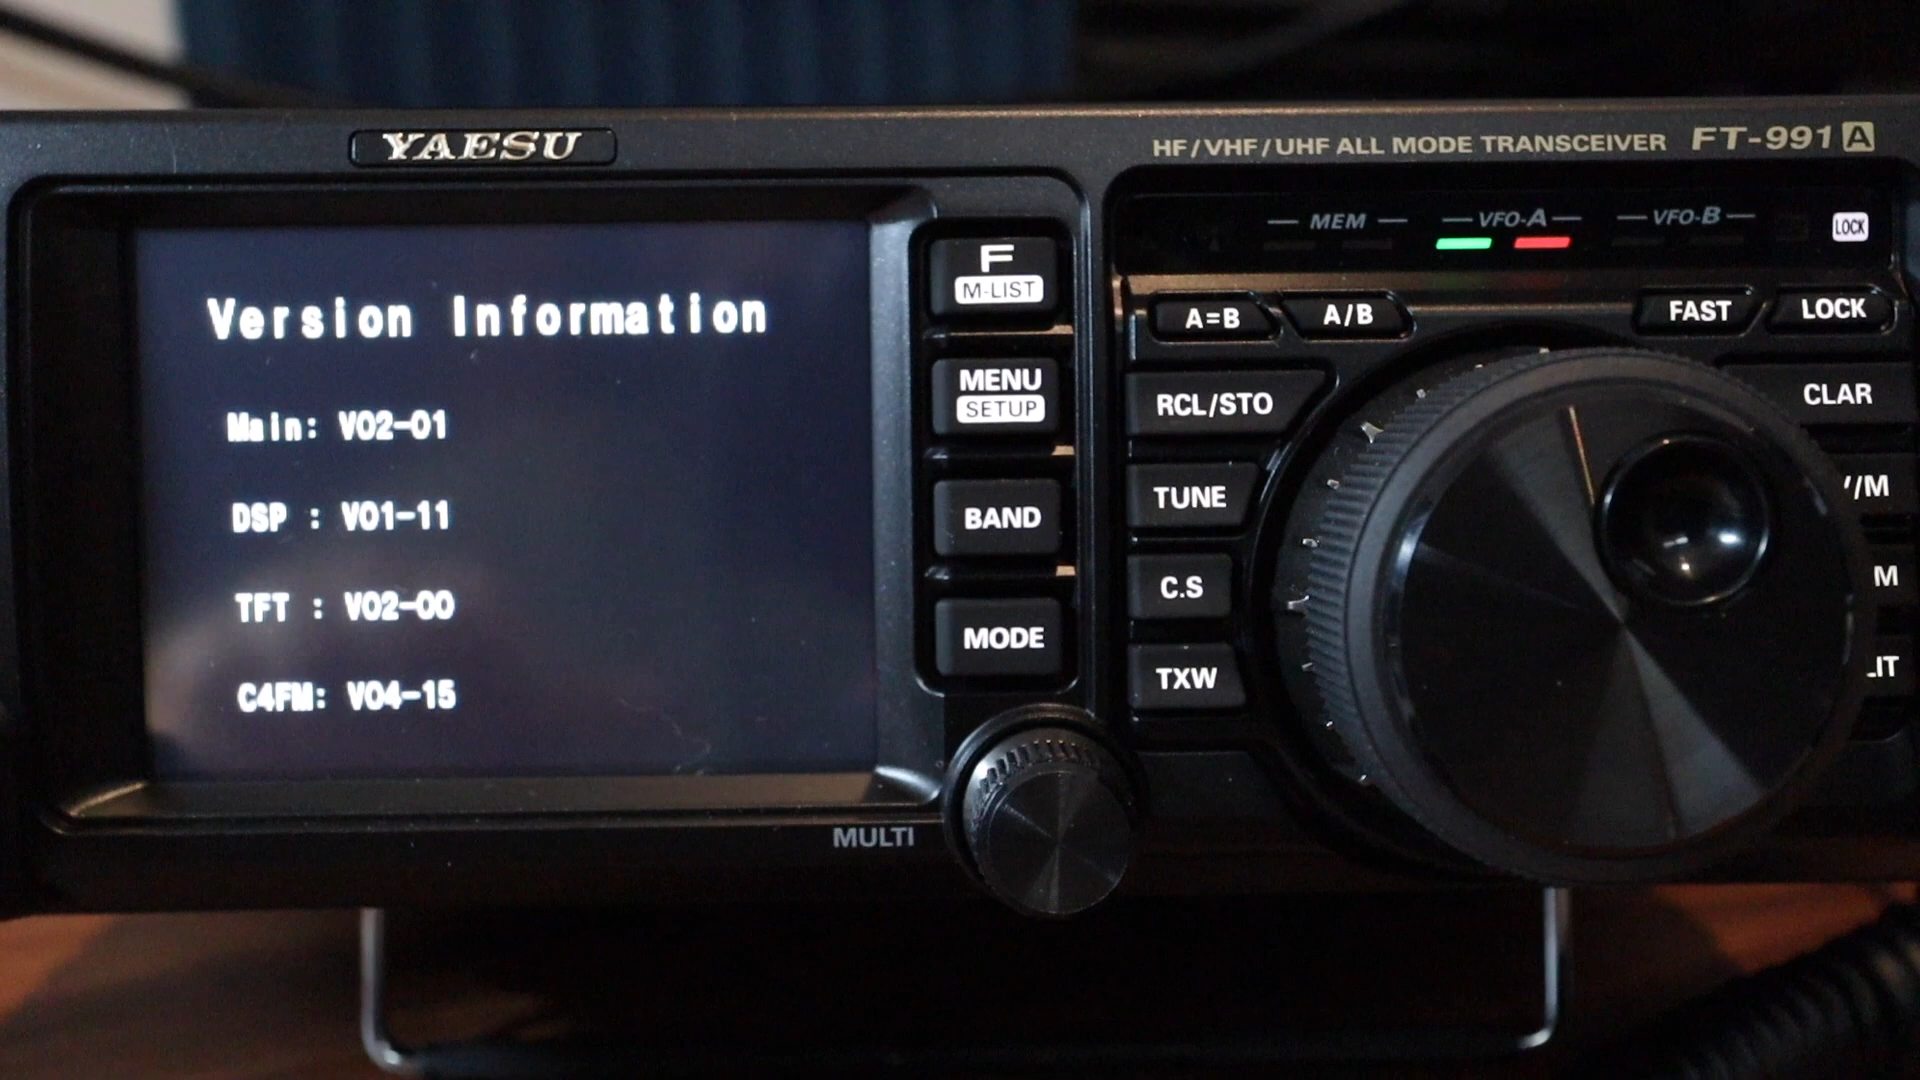 YAESU
HF/VHF/UHF ALL MODE TRANSCEIVER FT-991A
Version Information
Main: V02-01
DSP : V01-11
TFT : V02-00
C4FM: V04-15
F
M-LIST
MENU
SETUP
BAND
MODE
MULTI
MEM
VFO-A
VFO-B
LOCK
A=B
A/B
FAST
LOCK
RCL/STO
CLAR
TUNE
/M
C.S
M
TXW
IT